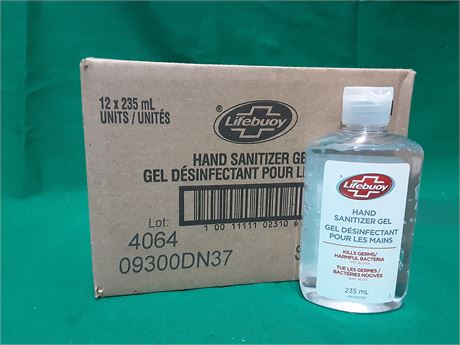 12 x 235 mL
UNITS / UNITÉS
Lifebuoy
HAND SANITIZER GE
GEL DÉSINFECTANT POUR LE
1 00 11111 02310 6
Lot:
4064
09300DN37
S
Lifebuoy
HAND
SANITIZER GEL
GEL DÉSINFECTANT
POUR LES MAINS
KILLS GERMS/
HARMFUL BACTERIA
TUE LES GERMES/
BACTERIES NOCIVES
235 mL